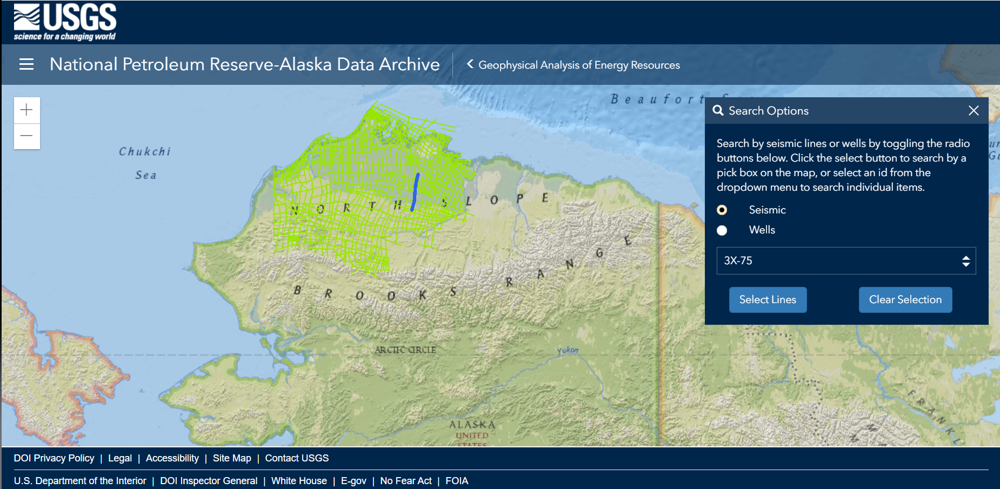 USGS
science for a changing world
National Petroleum Reserve-Alaska Data Archive
Geophysical Analysis of Energy Resources
Beaufort
Search Options
Search by seismic lines or wells by toggling the radio
buttons below. Click the select button to search by a
pick box on the map, or select an id from the
dropdown menu to search individual items.
Seismic
Wells
3X-75
Select Lines
Clear Selection
Chukchi
Sea
NORTH SLOPE
BROOKS RANGE
ARCTIC CIRCLE
Yukon
ALASKA
UNITED
STATES
FRANKL
DOI Privacy Policy | Legal | Accessibility | Site Map | Contact USGS
U.S. Department of the Interior | DOI Inspector General | White House | E-gov | No Fear Act | FOIA